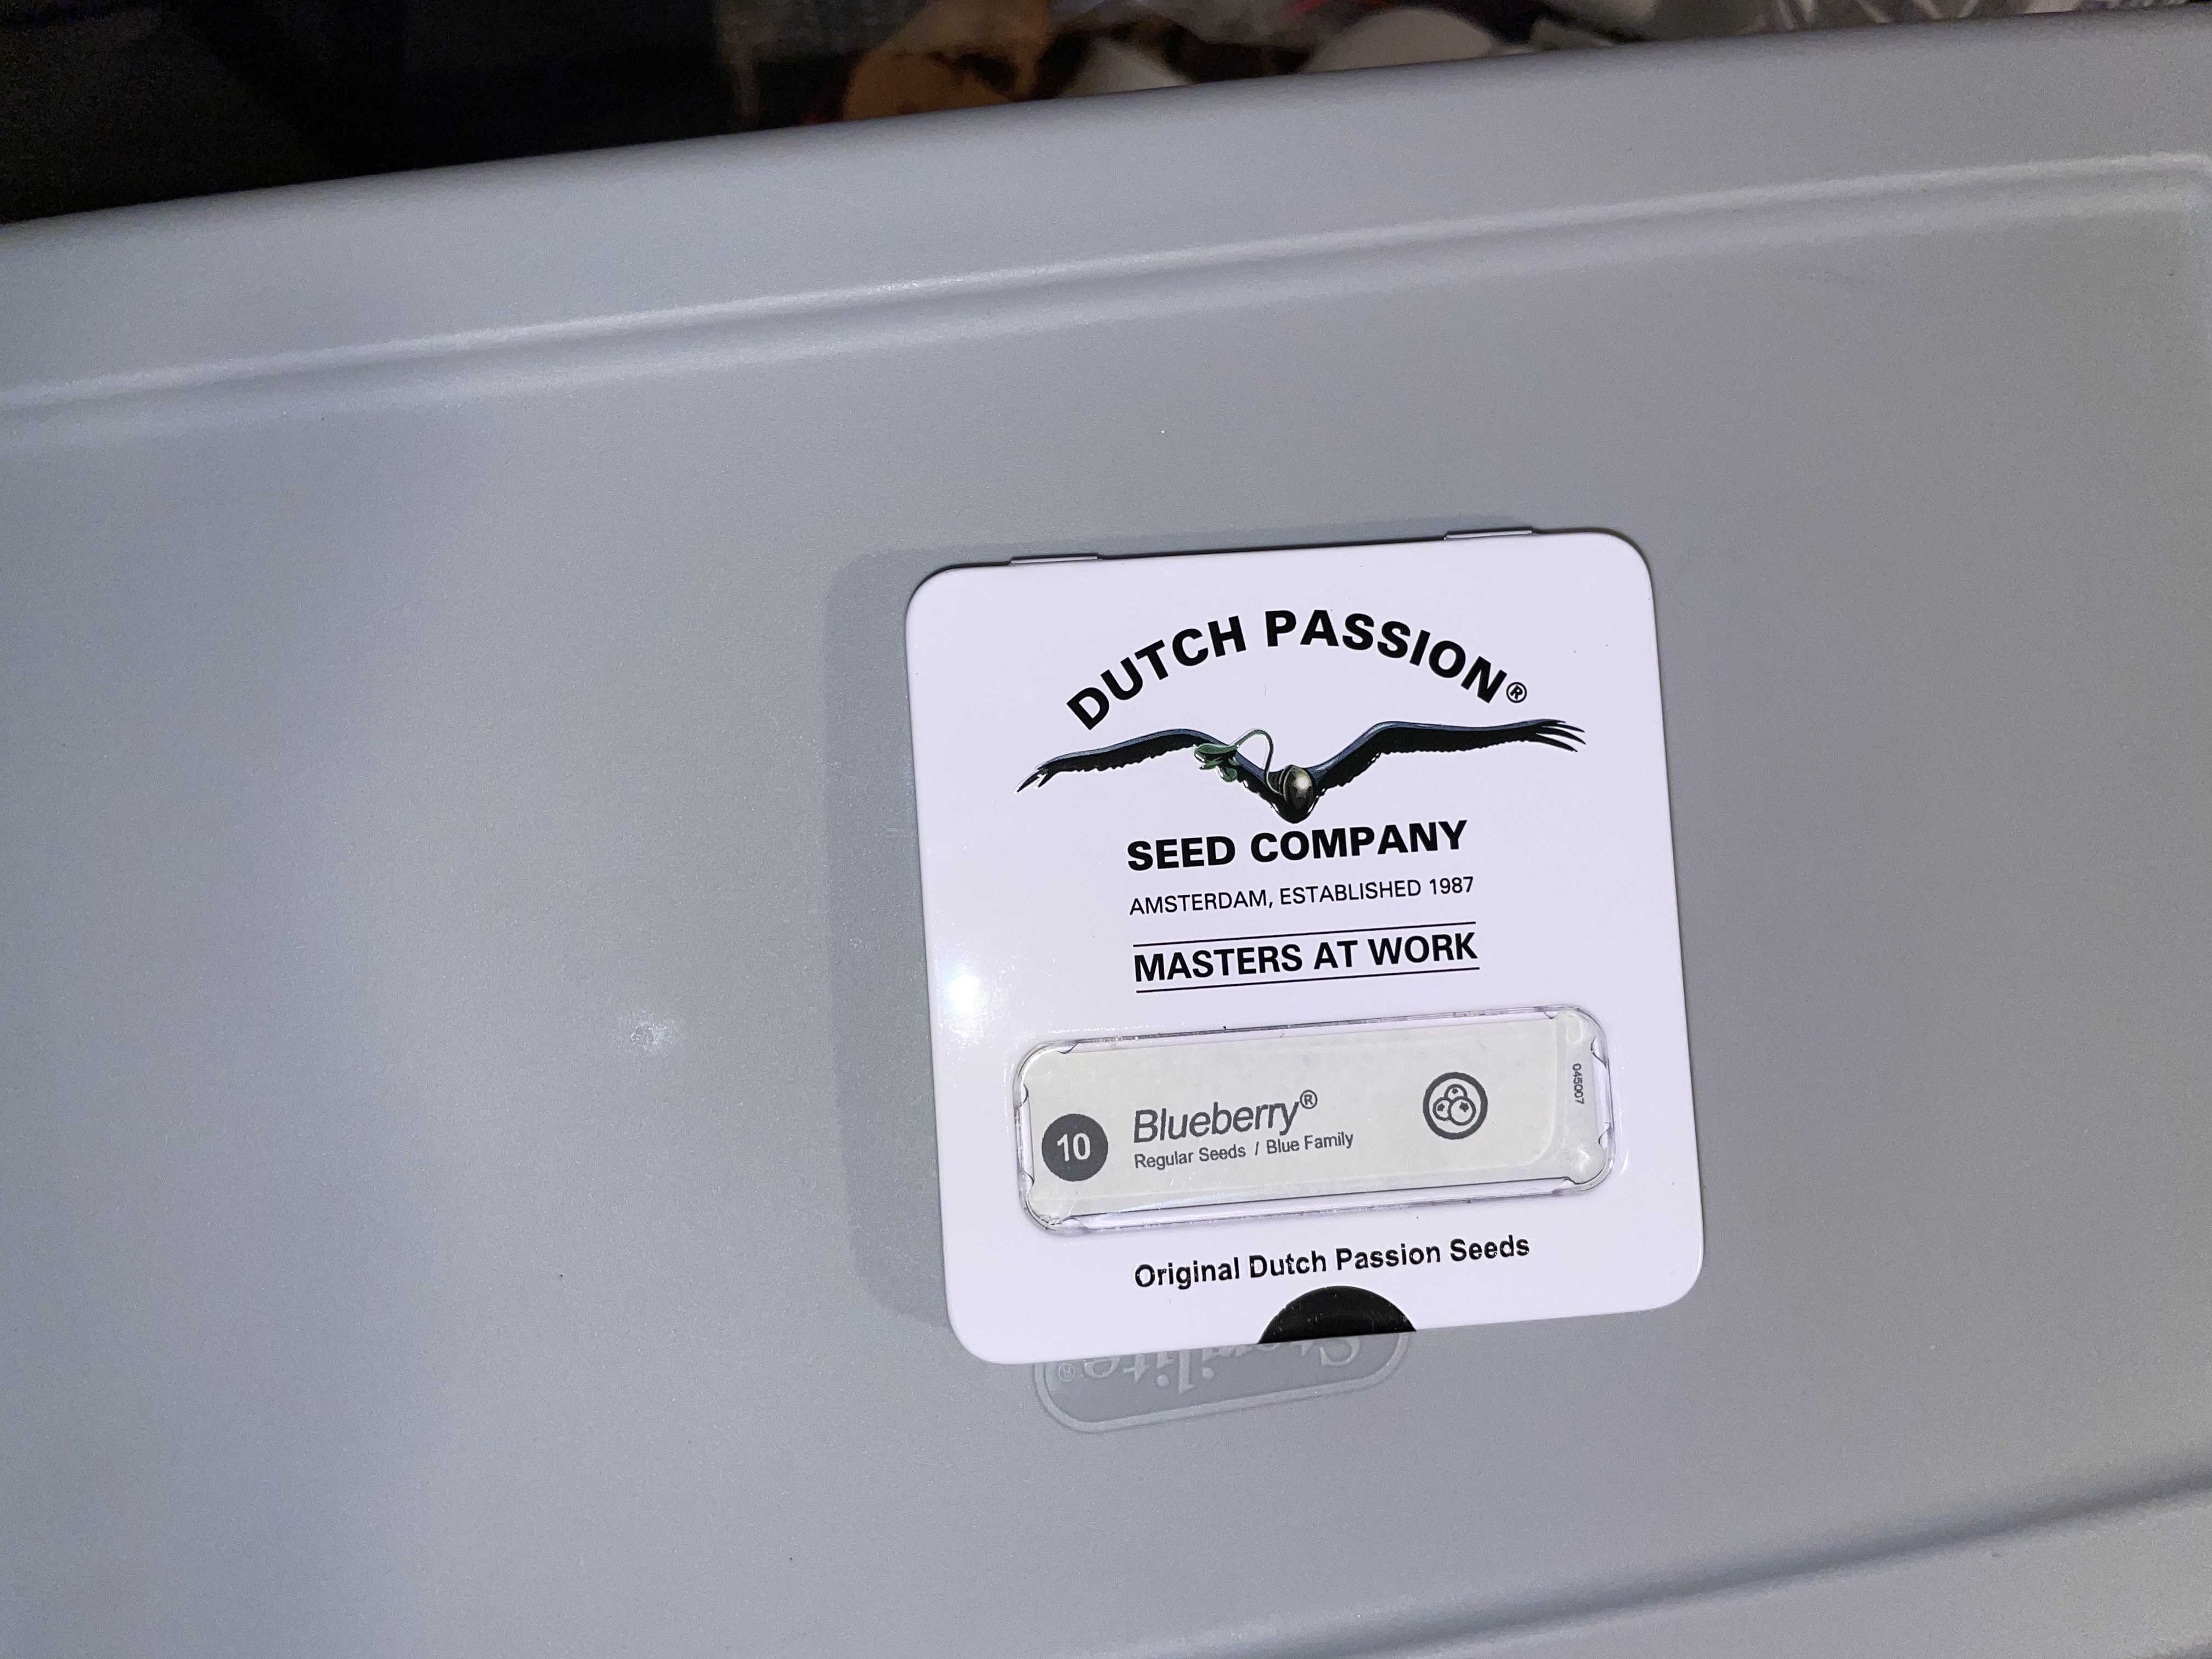 DUTCH PASSION®
SEED COMPANY
AMSTERDAM, ESTABLISHED 1987
MASTERS AT WORK
10
Blueberry®
Regular Seeds / Blue Family
045007
Original Dutch Passion Seeds
Sterilite®